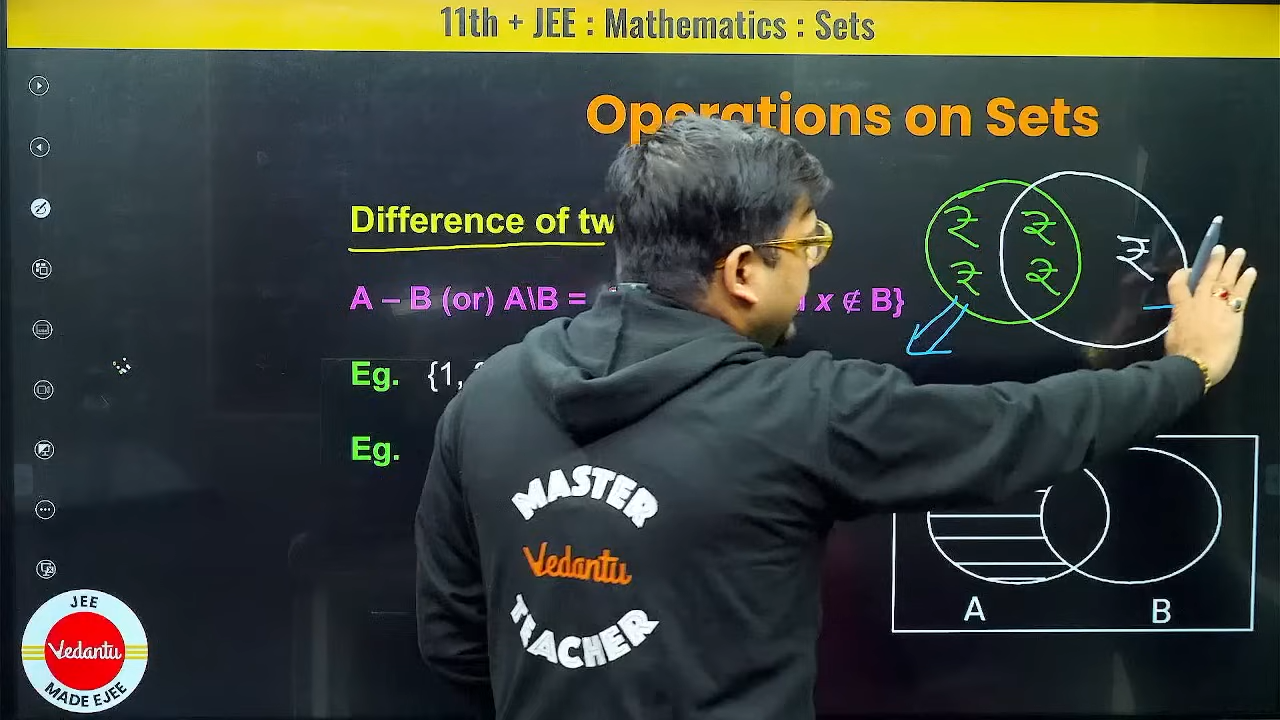 11th + JEE : Mathematics : Sets
Operations on Sets
Difference of tw
A – B (or) A\B = x ∉ B}
₹ ₹
₹ ₹
₹
Eg. {1,
Eg.
A B
MASTER
Vedantu
TEACHER
JEE
Vedantu
MADE EJEE